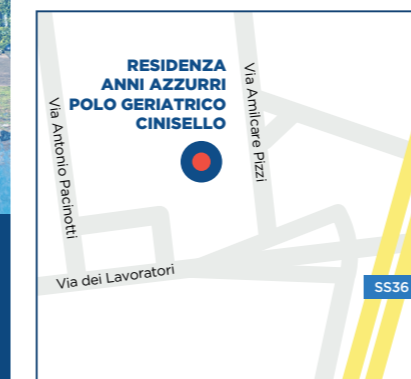 RESIDENZA
ANNI AZZURRI
POLO GERIATRICO
CINISELLO
Via Antonio Pacinotti
Via Amilcare Pizzi
Via dei Lavoratori
SS36